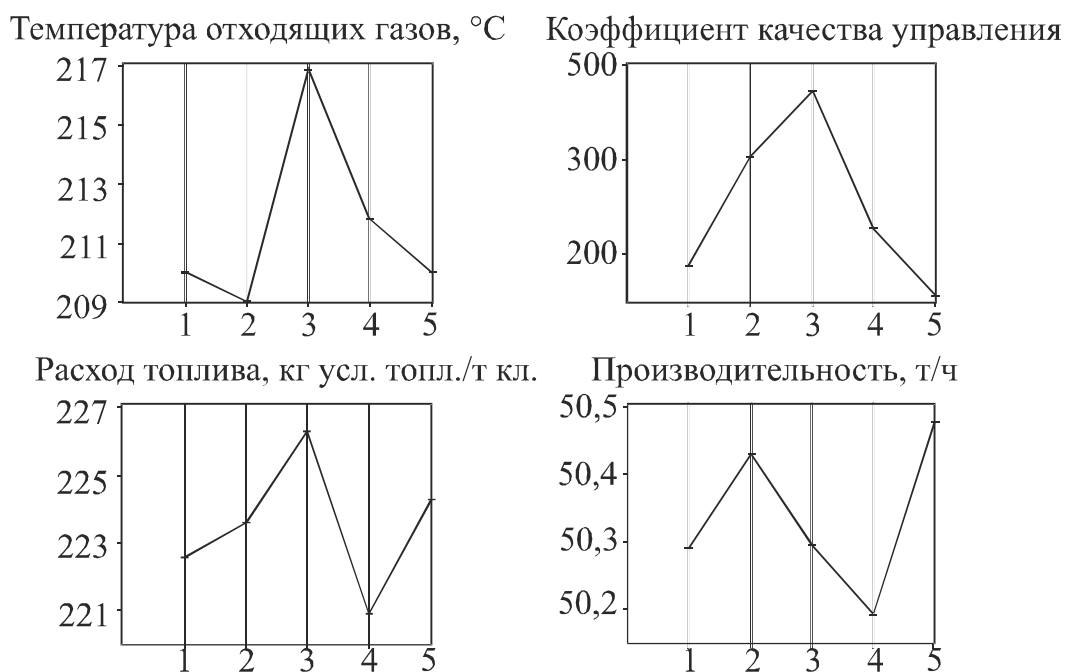 Температура отходящих газов, °С
217
215
213
211
209
1 2 3 4 5
Коэффициент качества управления
500
300
200
1 2 3 4 5
Расход топлива, кг усл. топл./т кл.
227
225
223
221
1 2 3 4 5
Производительность, т/ч
50,5
50,4
50,3
50,2
1 2 3 4 5